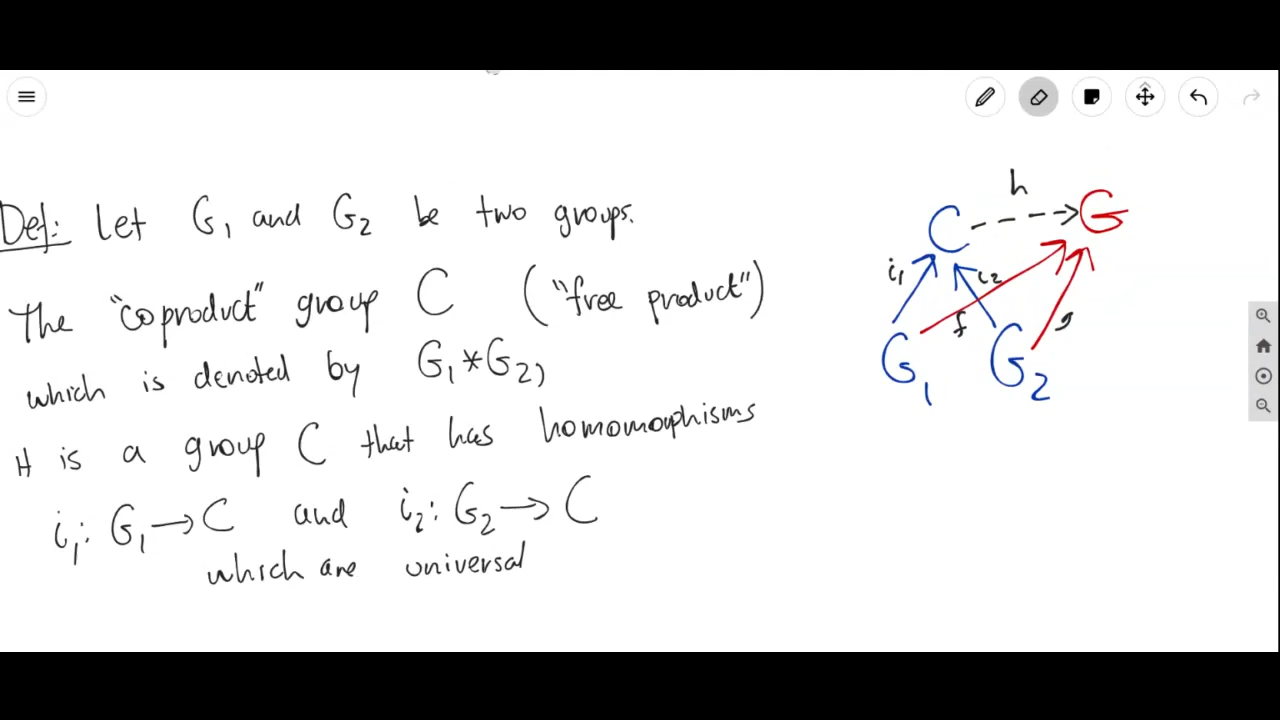 Def: Let G₁ and G₂ be two groups.
The "coproduct" group C ("free product")
which is denoted by G₁*G₂,
it is a group C that has homomorphisms
i₁: G₁→C and i₂: G₂→C
which are universal
h
C G
i₁ i₂
f g
G₁ G₂